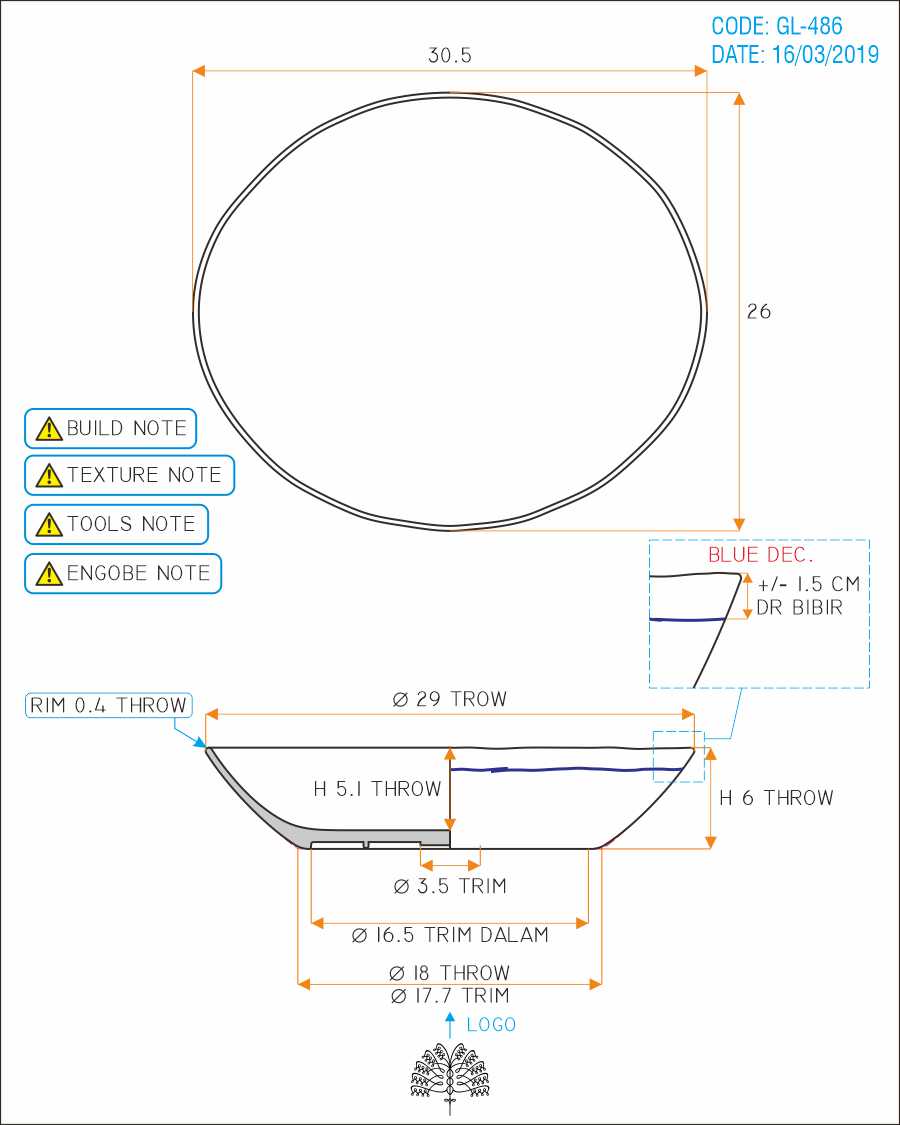 CODE: GL-486
DATE: 16/03/2019
30.5
26
BUILD NOTE
TEXTURE NOTE
TOOLS NOTE
ENGOBE NOTE
BLUE DEC.
+/- 1.5 CM
DR BIBIR
RIM 0.4 THROW
Ø 29 TROW
H 5.1 THROW
H 6 THROW
Ø 3.5 TRIM
Ø 16.5 TRIM DALAM
Ø 18 THROW
Ø 17.7 TRIM
LOGO